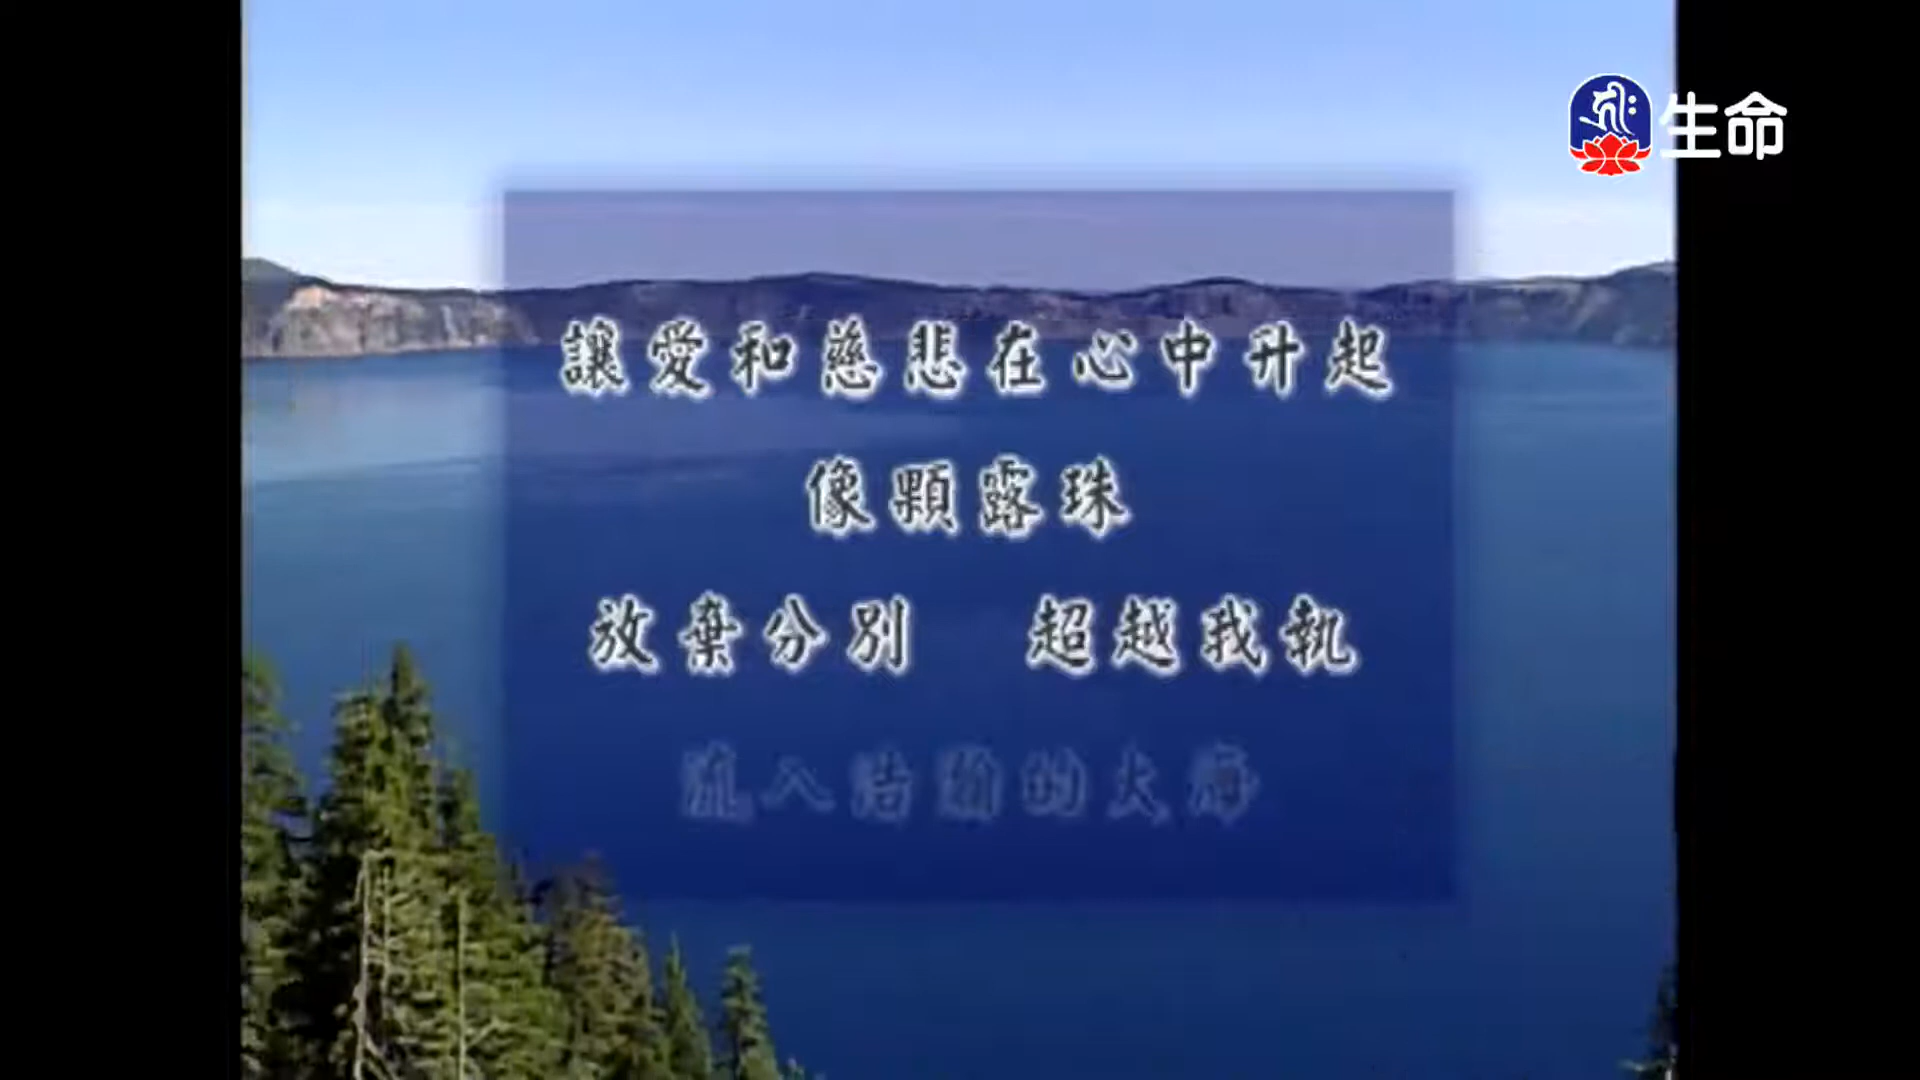 生命
讓愛和慈悲在心中升起
像顆露珠
放棄分別 超越我執
流入浩瀚的大海